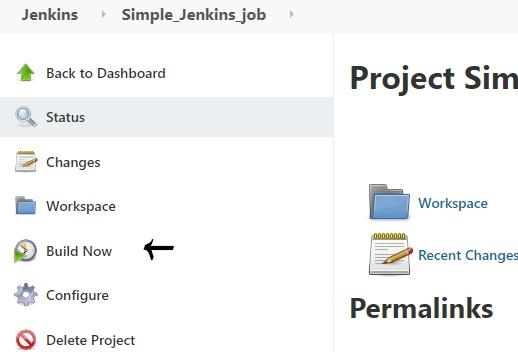 Jenkins Simple_Jenkins_job
Back to Dashboard
Status
Changes
Workspace
Build Now
Configure
Delete Project
Project Sim
Workspace
Recent Changes
Permalinks